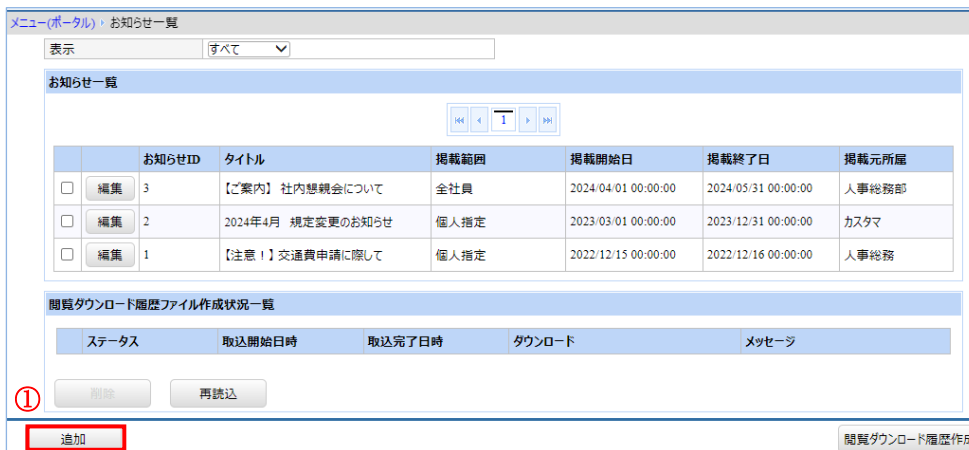 メニュー(ポータル) › お知らせ一覧
表示 すべて
お知らせ一覧
1
お知らせID タイトル 掲載範囲 掲載開始日 掲載終了日 掲載元所属
編集 3 【ご案内】 社内懇親会について 全社員 2024/04/01 00:00:00 2024/05/31 00:00:00 人事総務部
編集 2 2024年4月 規定変更のお知らせ 個人指定 2023/03/01 00:00:00 2023/12/31 00:00:00 カスタマ
編集 1 【注意！】交通費申請に際して 個人指定 2022/12/15 00:00:00 2022/12/16 00:00:00 人事総務
閲覧ダウンロード履歴ファイル作成状況一覧
ステータス 取込開始日時 取込完了日時 ダウンロード メッセージ
削除 再読込
①
追加 閲覧ダウンロード履歴作成